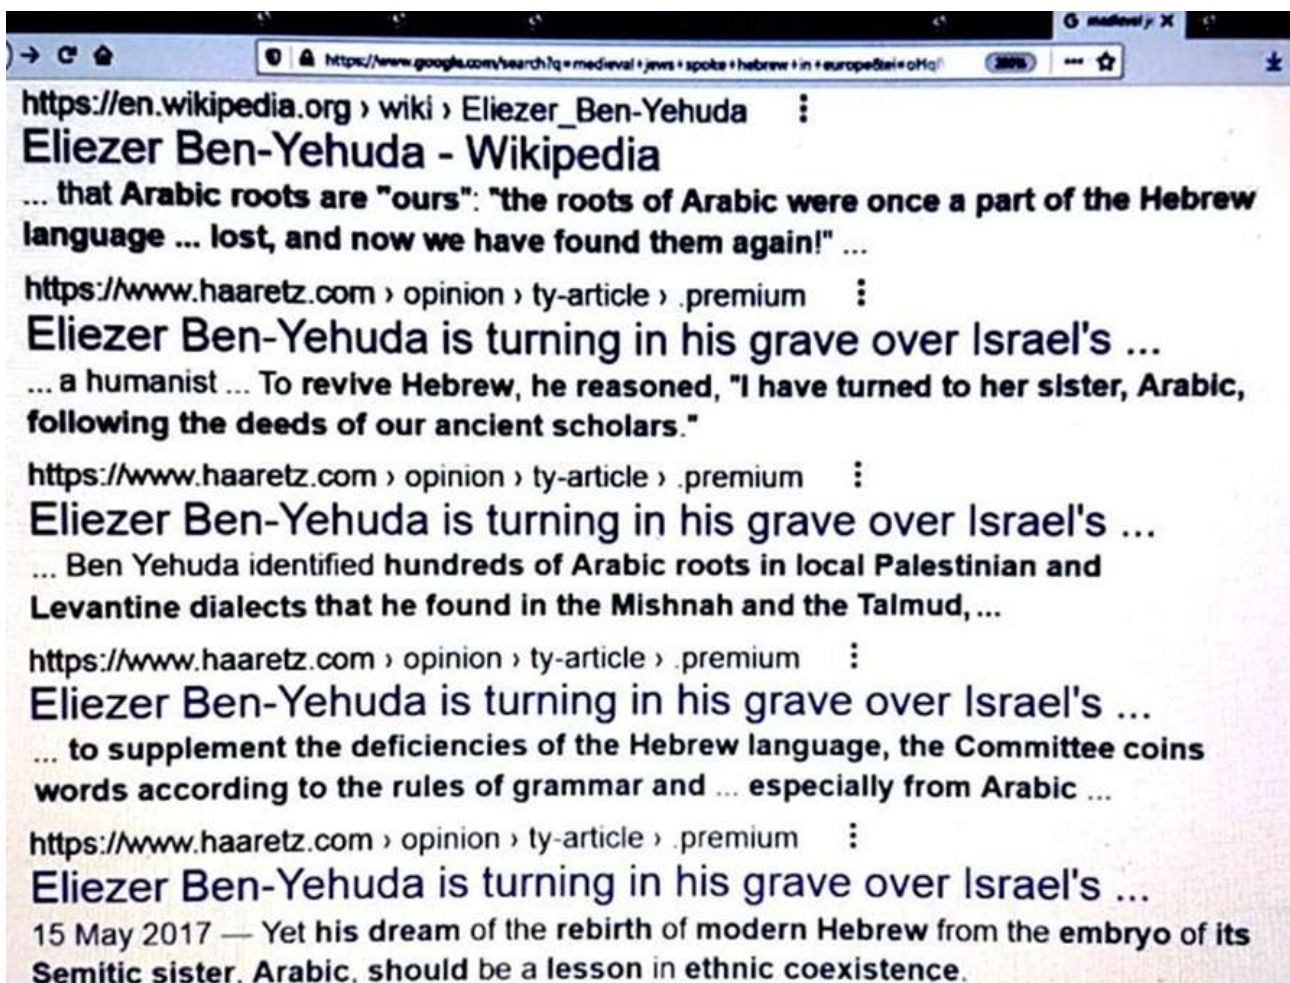 G medieval j X
https://www.google.com/search?q=medieval+jews+spoke+hebrew+in+europe&ei=oHq
https://en.wikipedia.org › wiki › Eliezer_Ben-Yehuda
Eliezer Ben-Yehuda - Wikipedia
... that Arabic roots are "ours": "the roots of Arabic were once a part of the Hebrew
language ... lost, and now we have found them again!" ...
https://www.haaretz.com › opinion › ty-article › .premium
Eliezer Ben-Yehuda is turning in his grave over Israel's ...
... a humanist ... To revive Hebrew, he reasoned, "I have turned to her sister, Arabic,
following the deeds of our ancient scholars."
https://www.haaretz.com › opinion › ty-article › .premium
Eliezer Ben-Yehuda is turning in his grave over Israel's ...
... Ben Yehuda identified hundreds of Arabic roots in local Palestinian and
Levantine dialects that he found in the Mishnah and the Talmud, ...
https://www.haaretz.com › opinion › ty-article › .premium
Eliezer Ben-Yehuda is turning in his grave over Israel's ...
... to supplement the deficiencies of the Hebrew language, the Committee coins
words according to the rules of grammar and ... especially from Arabic ...
https://www.haaretz.com › opinion › ty-article › .premium
Eliezer Ben-Yehuda is turning in his grave over Israel's ...
15 May 2017 — Yet his dream of the rebirth of modern Hebrew from the embryo of its
Semitic sister, Arabic, should be a lesson in ethnic coexistence.